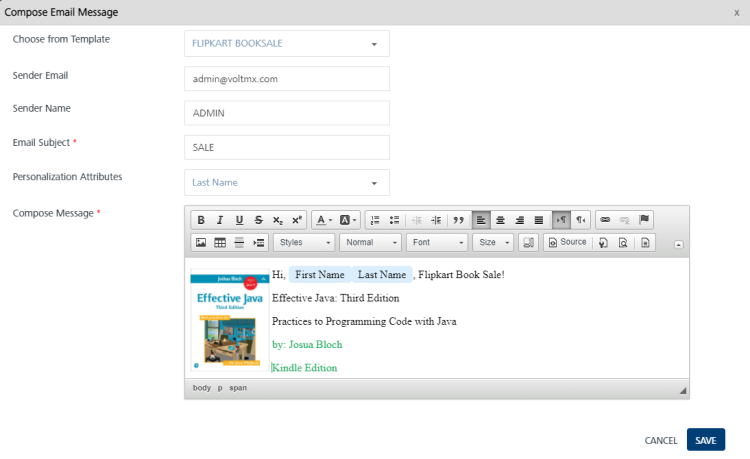 Compose Email Message x
Choose from Template FLIPKART BOOKSALE
Sender Email admin@voltmx.com
Sender Name ADMIN
Email Subject * SALE
Personalization Attributes Last Name
Compose Message *
B I U S x₂ xˣ A A
Styles Normal Font Size Source
Joshua Bloch
Effective Java
Third Edition
Hi, First Name Last Name , Flipkart Book Sale!
Effective Java: Third Edition
Practices to Programming Code with Java
by: Josua Bloch
Kindle Edition
body p span
CANCEL SAVE